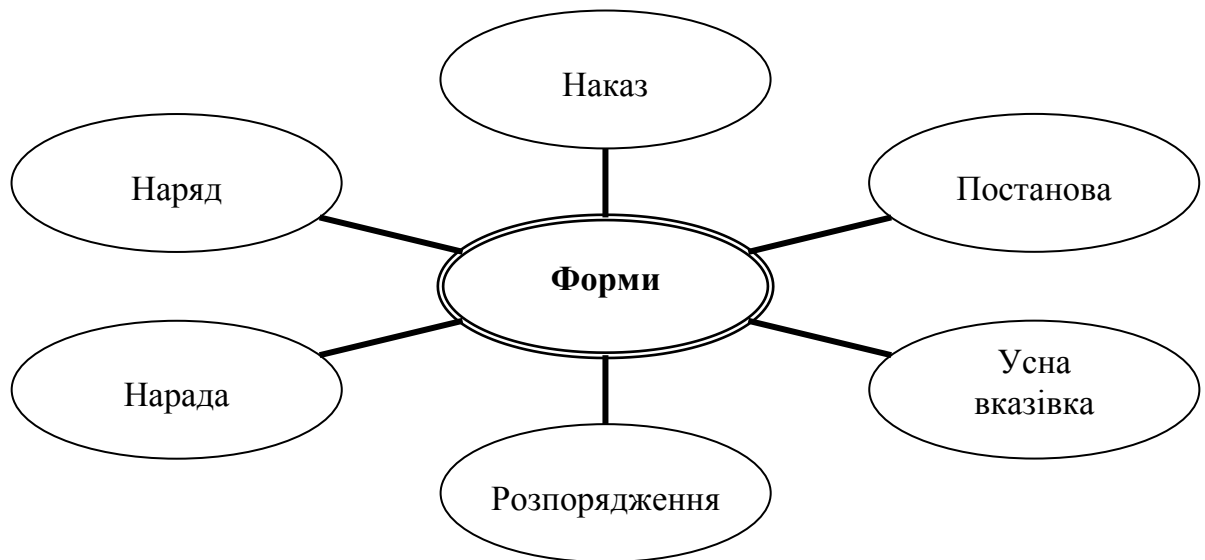 Наказ
Наряд
Постанова
Форми
Нарада
Усна
вказівка
Розпорядження